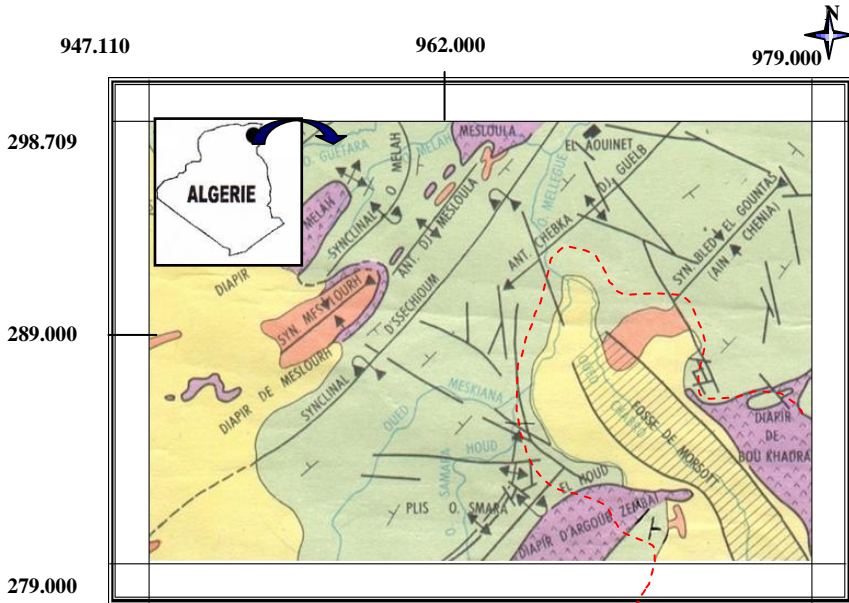 N
947.110 962.000 979.000
298.709
289.000
279.000
ALGERIE
O. GUETARA
O. MELAH
MESLOULA
EL AOUINET
SYNCLINAL O MELAH
DIAPIR MELAH
ANT. DJ MESLOULA
O. MELLEGUE
ANT. CHEBKA DJ GUELB
SYN. BLED EL GOUNTAS
(AIN CHENIA)
SYN. MESLOURH
DIAPIR DE MESLOURH
SYNCLINAL D'SSECHIOUM
OUED MESKIANA
OUED CHABRO
FOSSE DE MORSOTT
DIAPIR
DE
BOU KHADRA
HOUD
O. SAMARA
EL HOUD
PLIS O. SMARA
DIAPIR D'ARGOUB ZEMBAI